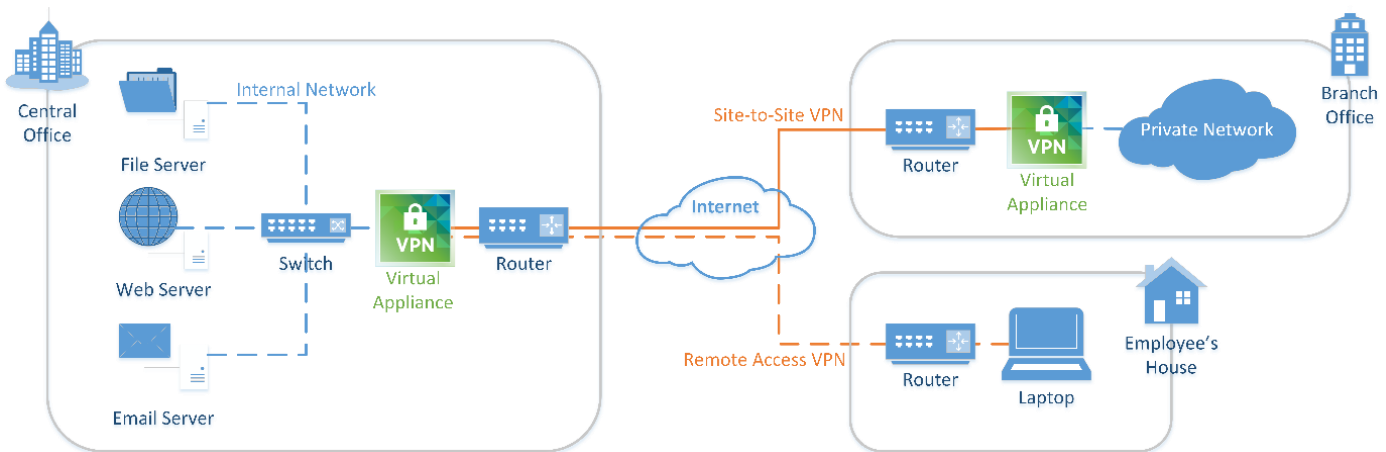 Central
Office
File Server
Internal Network
Web Server
Email Server
Switch
VPN
Virtual
Appliance
Router
Internet
Site-to-Site VPN
Remote Access VPN
Router
VPN
Virtual
Appliance
Private Network
Branch
Office
Router
Laptop
Employee's
House